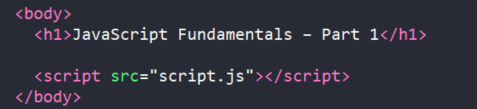 <body>
<h1>JavaScript Fundamentals – Part 1</h1>
<script src="script.js"></script>
</body>